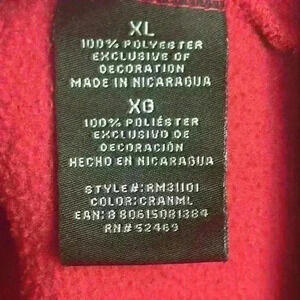 XL
100% POLYESTER
EXCLUSIVE OF
DECORATION
MADE IN NICARAGUA
XG
100% POLIÉSTER
EXCLUSIVO DE
DECORACIÓN
HECHO EN NICARAGUA
STYLE#:RM31101
COLOR:CRANML
EAN: 8 80615081384
RN# 52469